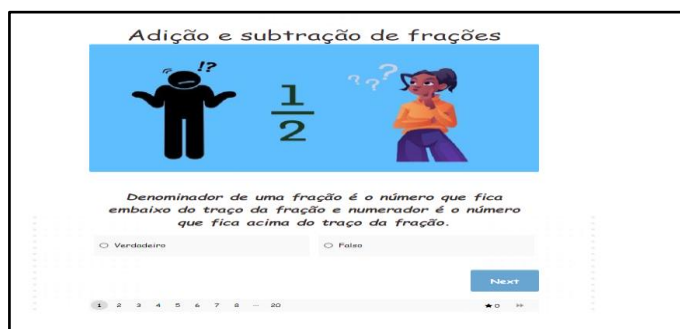 Adição e subtração de frações
!?
1
2
???
Denominador de uma fração é o número que fica
embaixo do traço da fração e numerador é o número
que fica acima do traço da fração.
Verdadeiro
Falso
Next
1 2 3 4 5 6 7 8 ... 20
★ 0